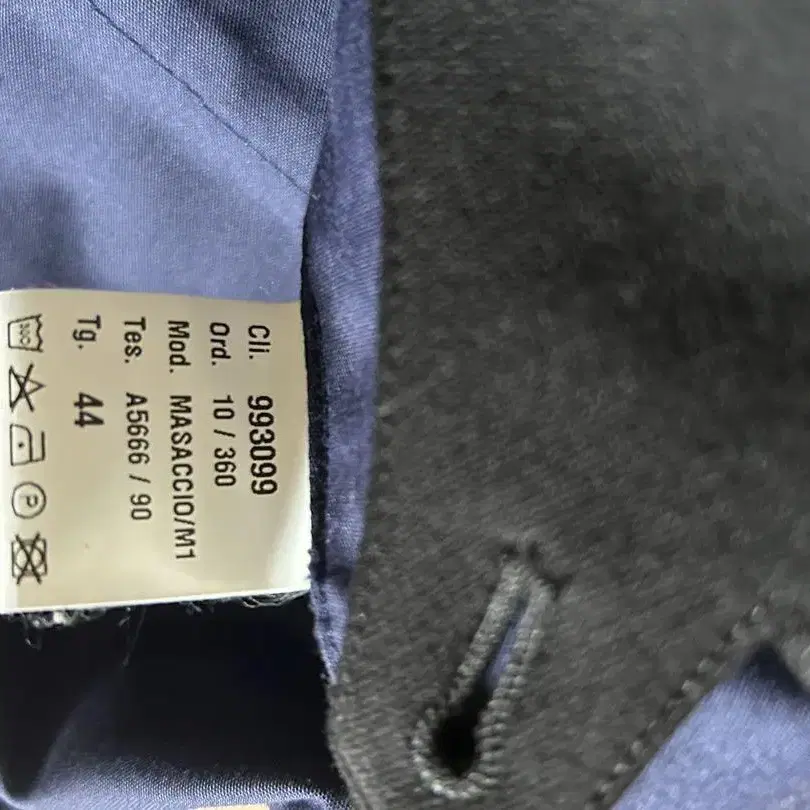 Cli. 993099
Ord. 10 / 360
Mod. MASACCIO/M1
Tes. A5666 / 90
Tg. 44
P